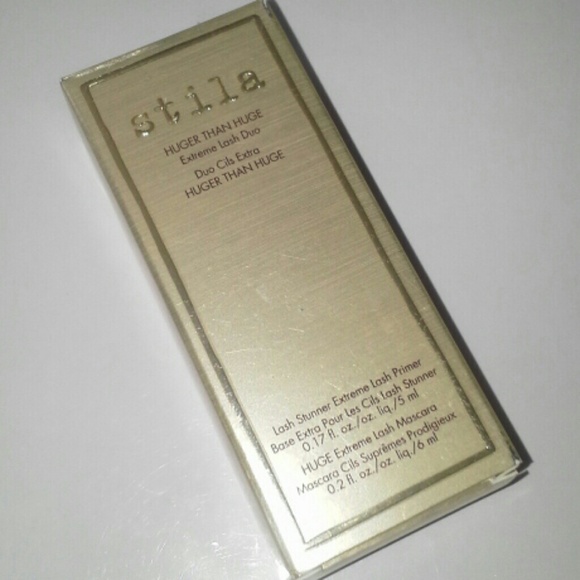 stila
HUGER THAN HUGE
Extreme Lash Duo
Duo Cils Extra
HUGER THAN HUGE
Lash Stunner Extreme Lash Primer
Base Extra Pour Les Cils Lash Stunner
0.17 fl. oz./oz. liq./5 ml
HUGE Extreme Lash Mascara
Mascara Cils Suprêmes Prodigieux
0.2 fl. oz./oz. liq./6 ml